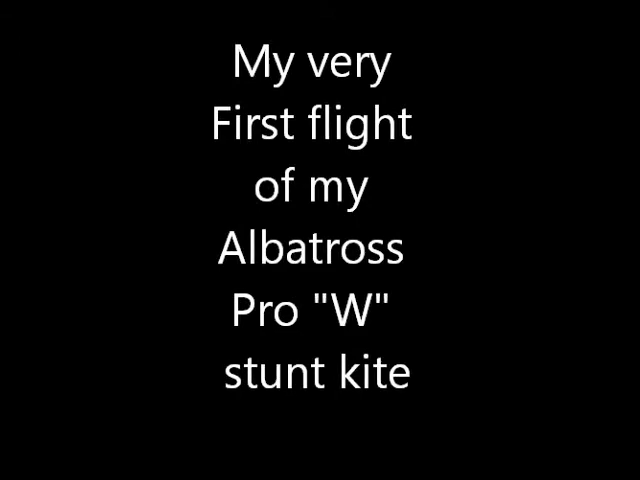 My very
First flight
of my
Albatross
Pro "W"
stunt kite